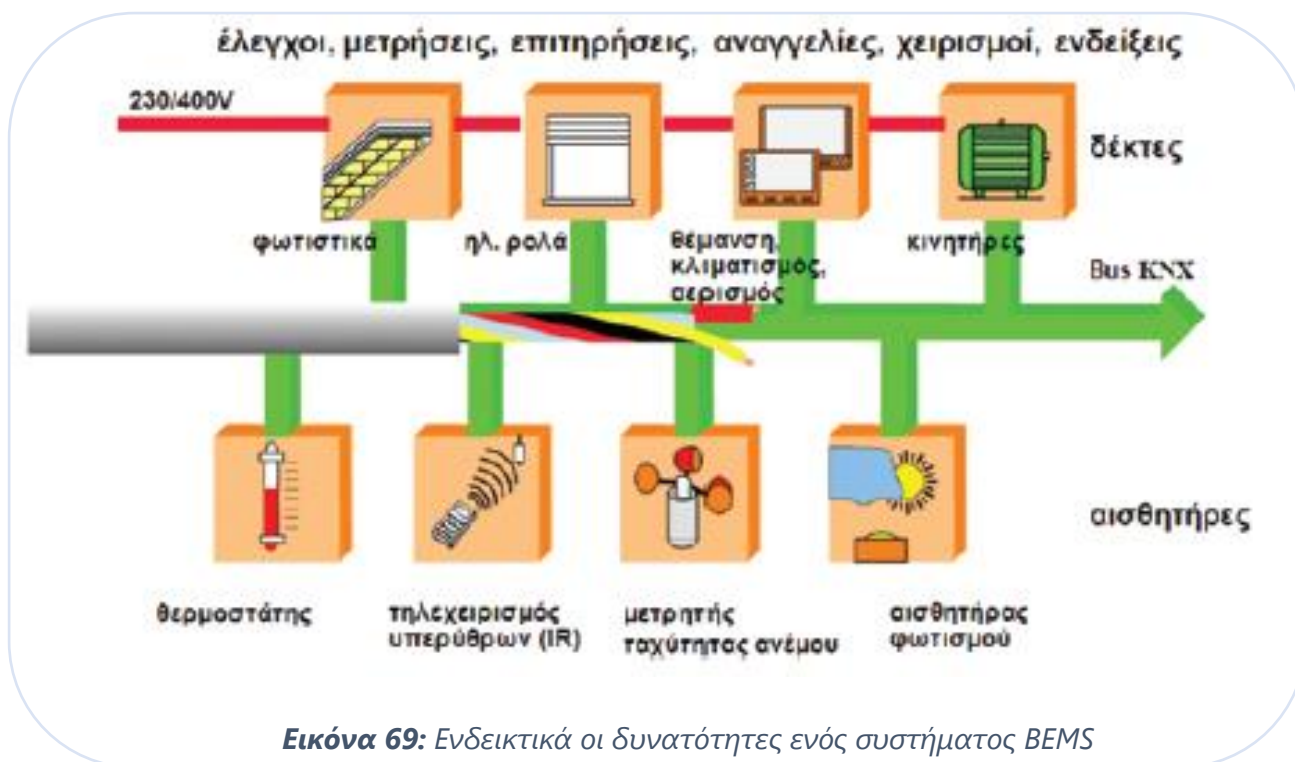 έλεγχοι, μετρήσεις, επιτηρήσεις, αναγγελίες, χειρισμοί, ενδείξεις
230/400V
δέκτες
φωτιστικά
ηλ. ρολά
θέμανση,
κλιματισμός,
αερισμός
κινητήρες
Bus KNX
αισθητήρες
θερμοστάτης
τηλεχειρισμός
υπερύθρων (IR)
μετρητής
ταχύτητας ανέμου
αισθητήρας
φωτισμού
Εικόνα 69: Ενδεικτικά οι δυνατότητες ενός συστήματος BEMS